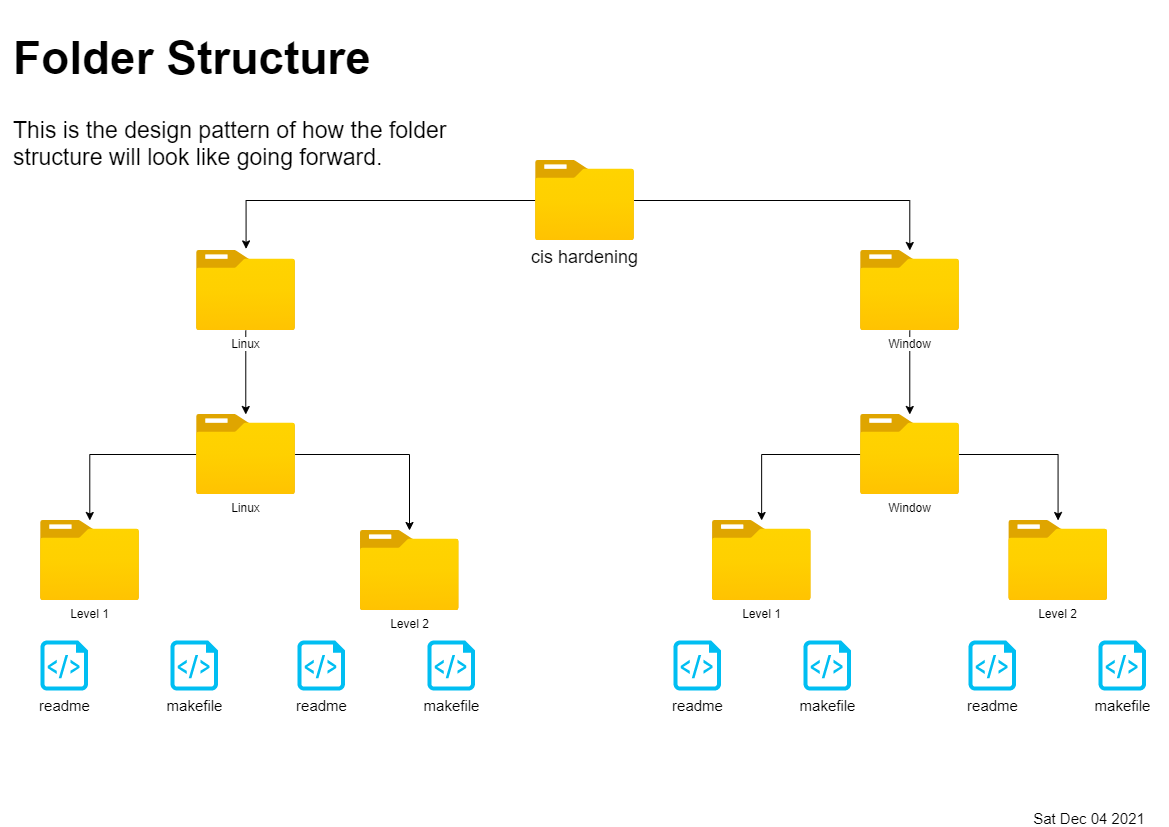 Folder Structure
This is the design pattern of how the folder
structure will look like going forward.
cis hardening
Linux
Window
Linux
Window
Level 1
Level 2
Level 1
Level 2
readme
makefile
readme
makefile
readme
makefile
readme
makefile
Sat Dec 04 2021